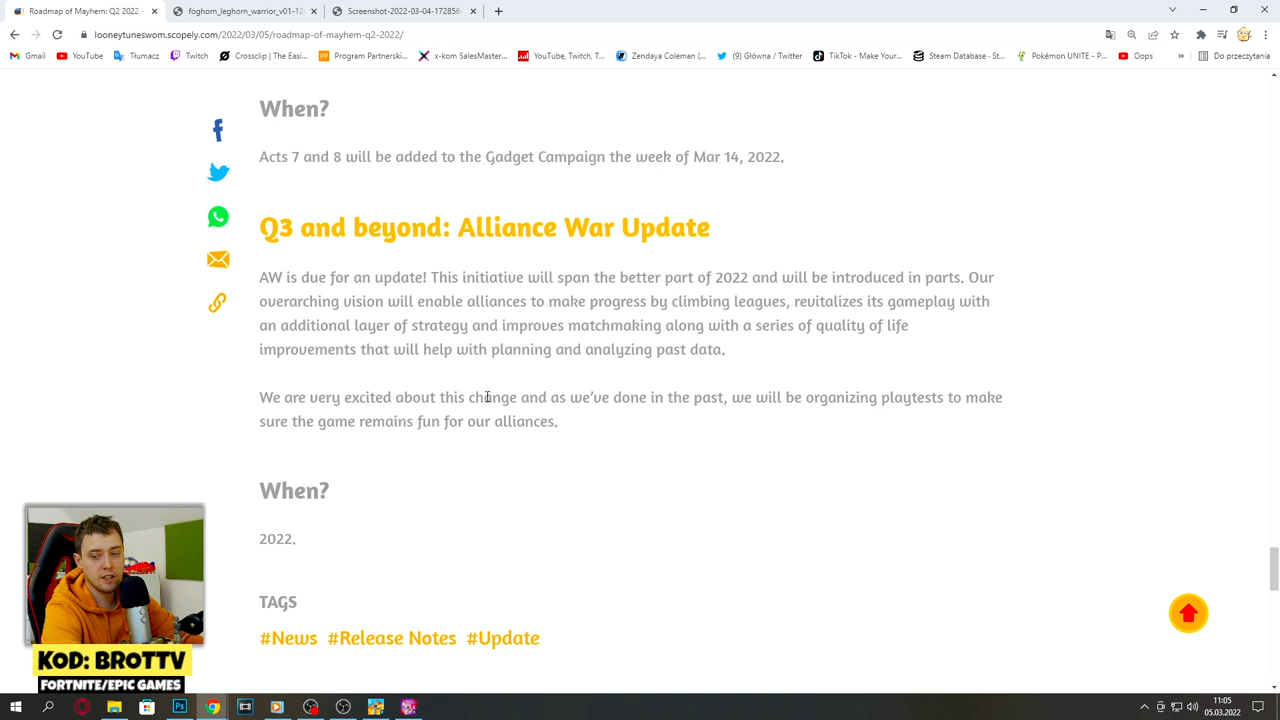 Roadmap of Mayhem: Q2 2022
foghorn_leghorn_warrior_v01-12
Screenshot-2022-03-04-172856-
looneytuneswom.scopely.com/2022/03/05/roadmap-of-mayhem-q2-2022/
Gmail YouTube Tłumacz Twitch Crossclip | The Easi... Program Partnerski... x-kom SalesMaster... YouTube, Twitch, T... Zendaya Coleman (... (9) Główna / Twitter TikTok - Make Your... Steam Database · St... Pokémon UNITE - P... Oops » Do przeczytania
When?
Acts 7 and 8 will be added to the Gadget Campaign the week of Mar 14, 2022.
Q3 and beyond: Alliance War Update
AW is due for an update! This initiative will span the better part of 2022 and will be introduced in parts. Our
overarching vision will enable alliances to make progress by climbing leagues, revitalizes its gameplay with
an additional layer of strategy and improves matchmaking along with a series of quality of life
improvements that will help with planning and analyzing past data.
We are very excited about this change and as we've done in the past, we will be organizing playtests to make
sure the game remains fun for our alliances.
When?
2022.
TAGS
#News #Release Notes #Update
KOD: BROTTV
FORTNITE/EPIC GAMES
11:05
05.03.2022